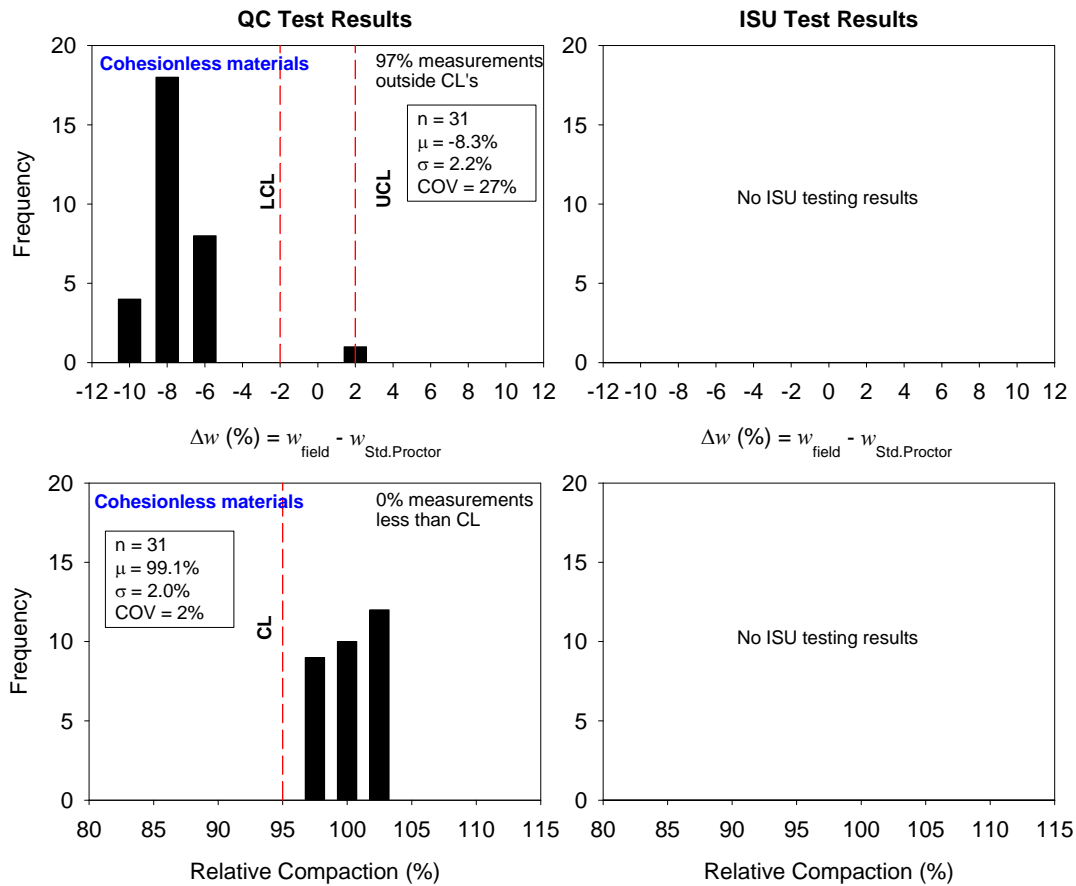 QC Test Results
20
15
10
5
0
Frequency
Cohesionless materials
97% measurements
outside CL's
n = 31
μ = -8.3%
σ = 2.2%
COV = 27%
LCL
UCL
-12 -10 -8 -6 -4 -2 0 2 4 6 8 10 12
Δw (%) = w_field - w_Std.Proctor
ISU Test Results
20
15
10
5
0
No ISU testing results
-12 -10 -8 -6 -4 -2 0 2 4 6 8 10 12
Δw (%) = w_field - w_Std.Proctor
20
15
10
5
0
Frequency
Cohesionless materials
0% measurements
less than CL
n = 31
μ = 99.1%
σ = 2.0%
COV = 2%
CL
80 85 90 95 100 105 110 115
Relative Compaction (%)
20
15
10
5
0
No ISU testing results
80 85 90 95 100 105 110 115
Relative Compaction (%)